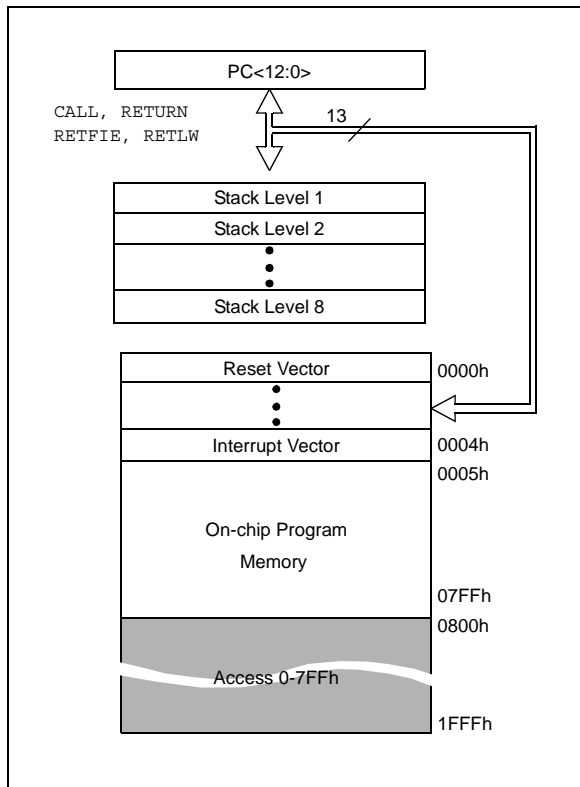 PC<12:0>
CALL, RETURN
RETFIE, RETLW
13
Stack Level 1
Stack Level 2
Stack Level 8
Reset Vector
0000h
Interrupt Vector
0004h
0005h
On-chip Program
Memory
07FFh
0800h
Access 0-7FFh
1FFFh